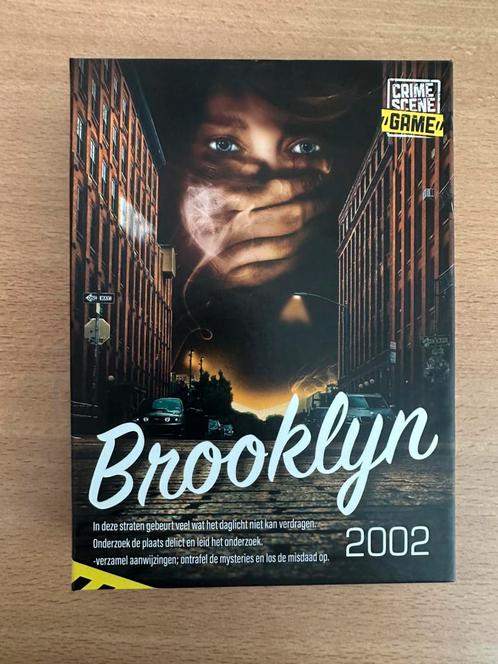 CRIME
SCENE
GAME
ONE WAY
Brooklyn
In deze straten gebeurt veel wat het daglicht niet kan verdragen.
Onderzoek de plaats delict en leid het onderzoek.
-verzamel aanwijzingen; ontrafel de mysteries en los de misdaad op.
2002